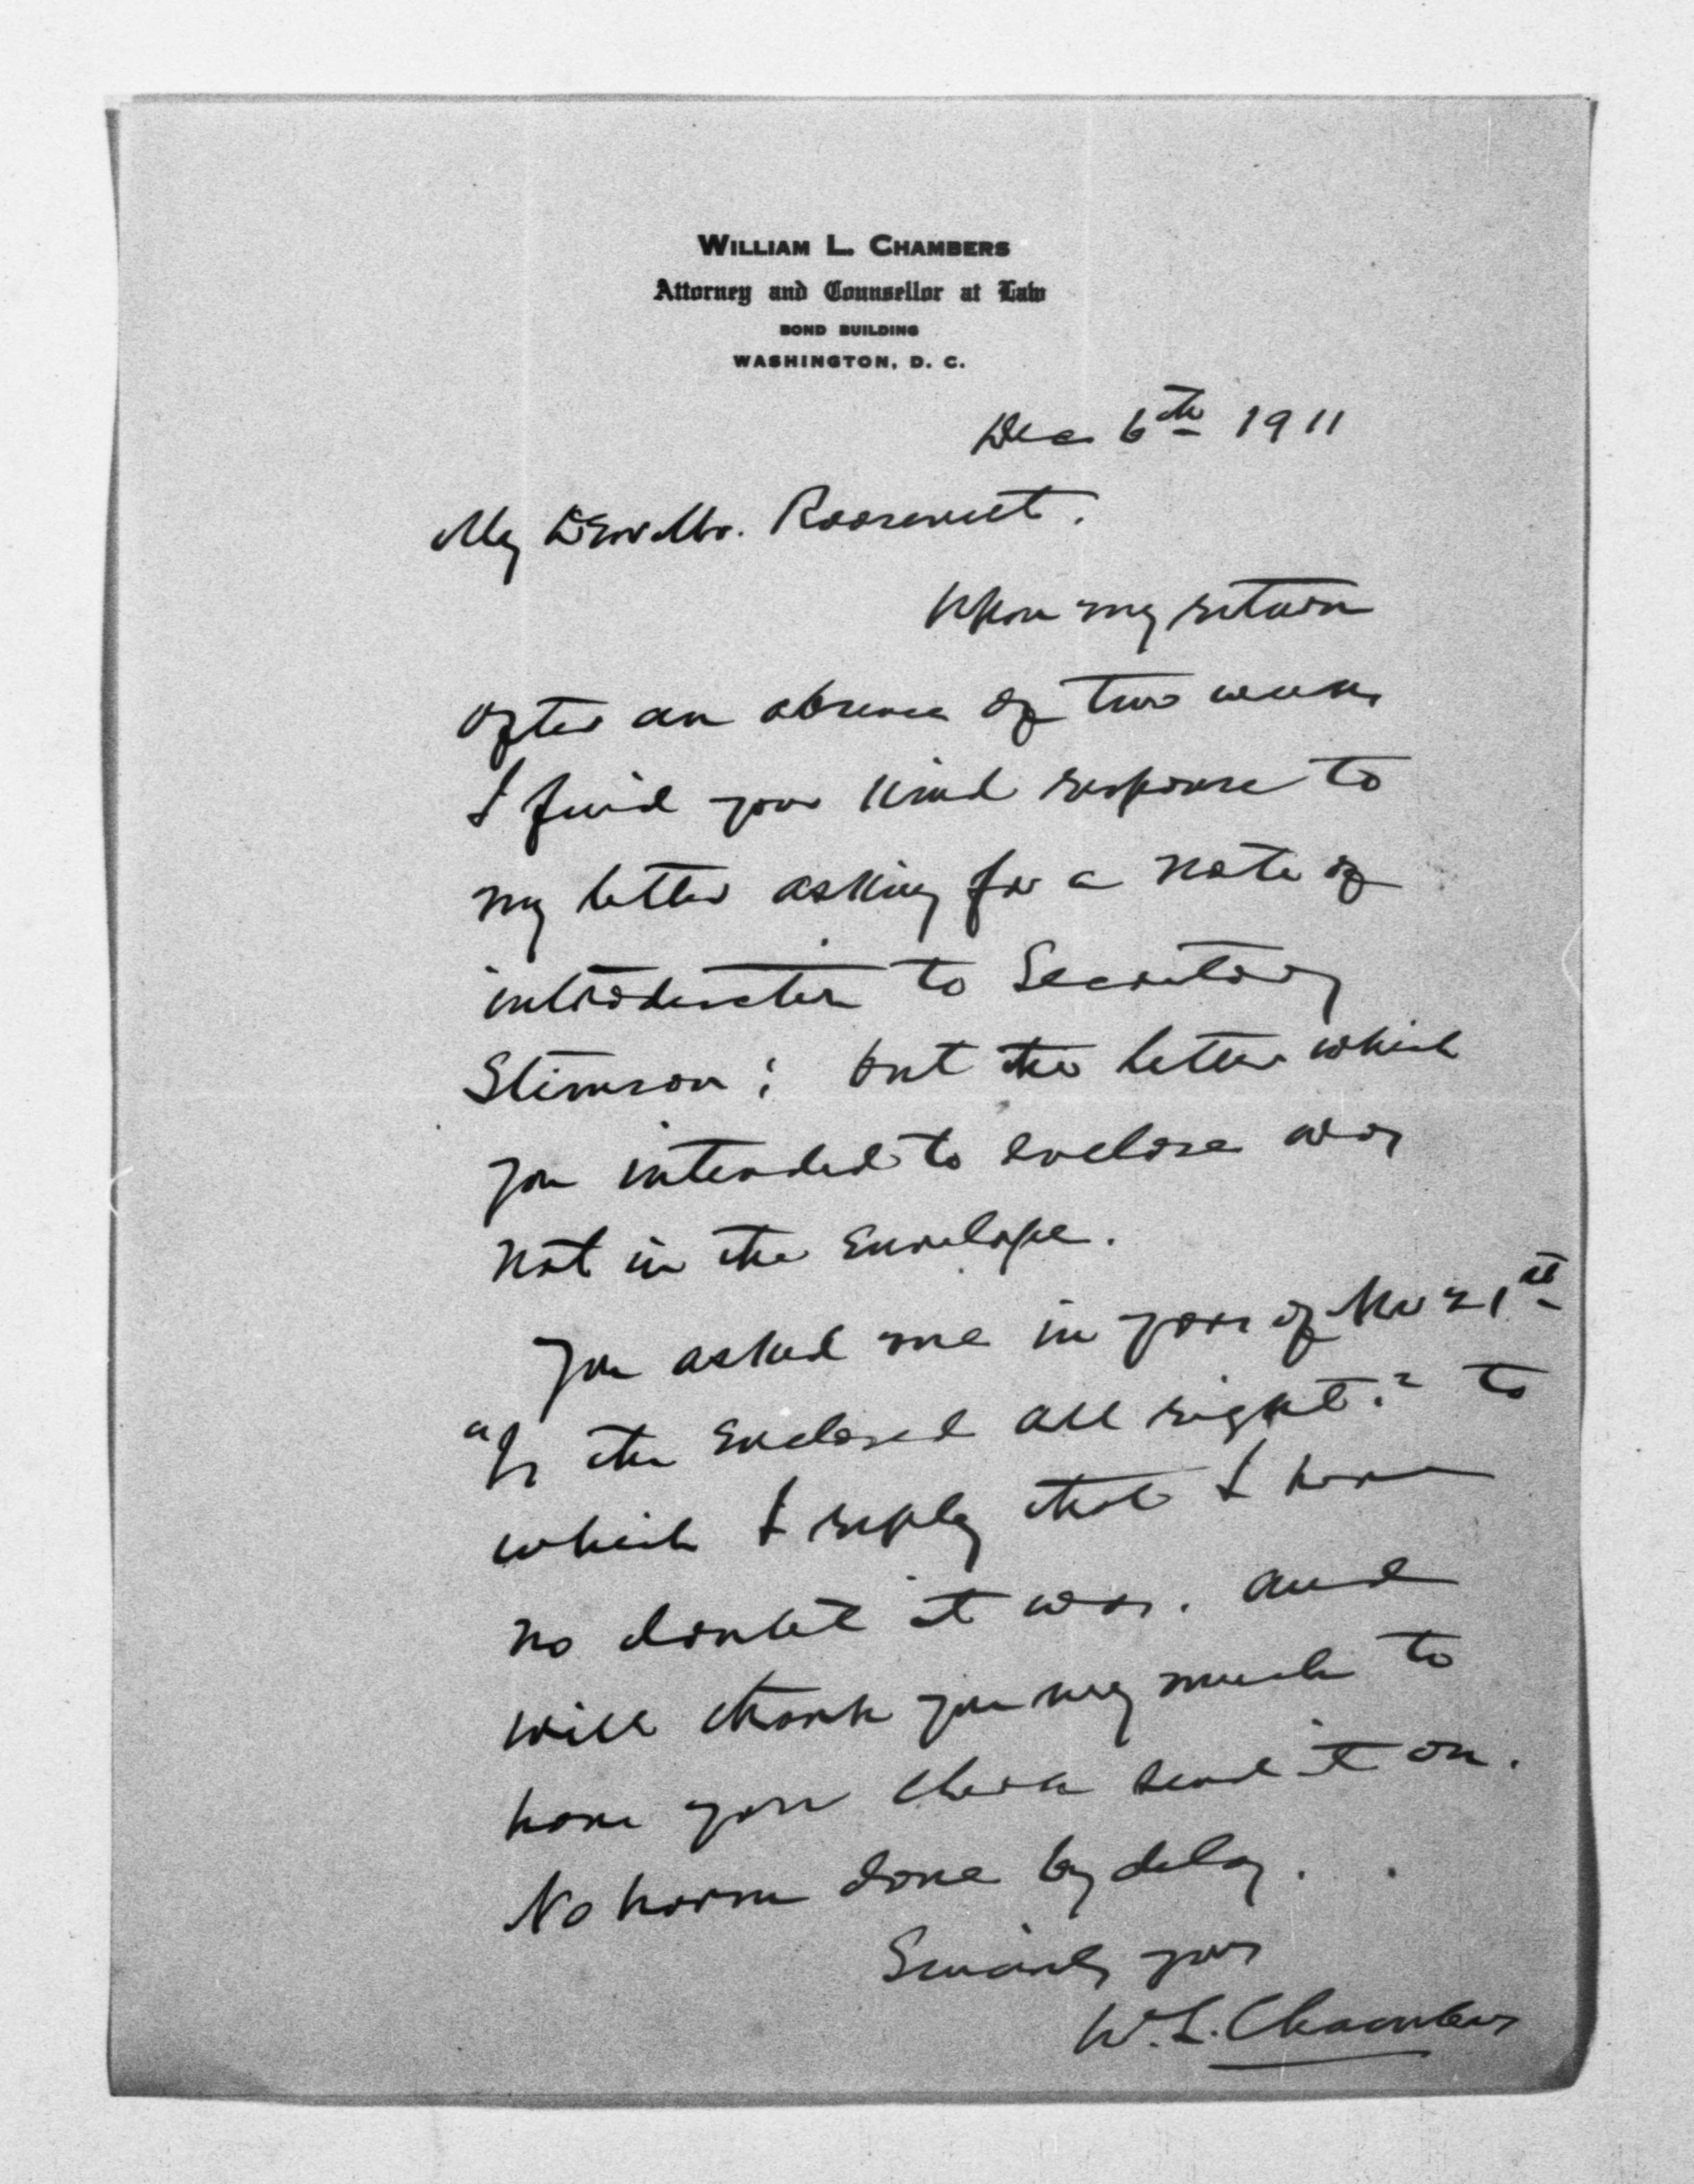 WILLIAM L. CHAMBERS
Attorney and Counsellor at Law
BOND BUILDING
WASHINGTON, D. C.
Dec 6th 1911
My Dear Mr. Roosevelt.
Upon my return
after an absence of two weeks
I find your kind response to
my letter asking for a note of
introduction to Secretary
Stimson; but the letter which
you intended to enclose was
not in the envelope.
You asked me in yours of Nov 21st
"Is the enclosed all right?" to
which I reply that I have
no doubt it was. and
will thank you very much to
have your clerk send it on.
No harm done by delay.
Sincerely yours
W. L. Chambers